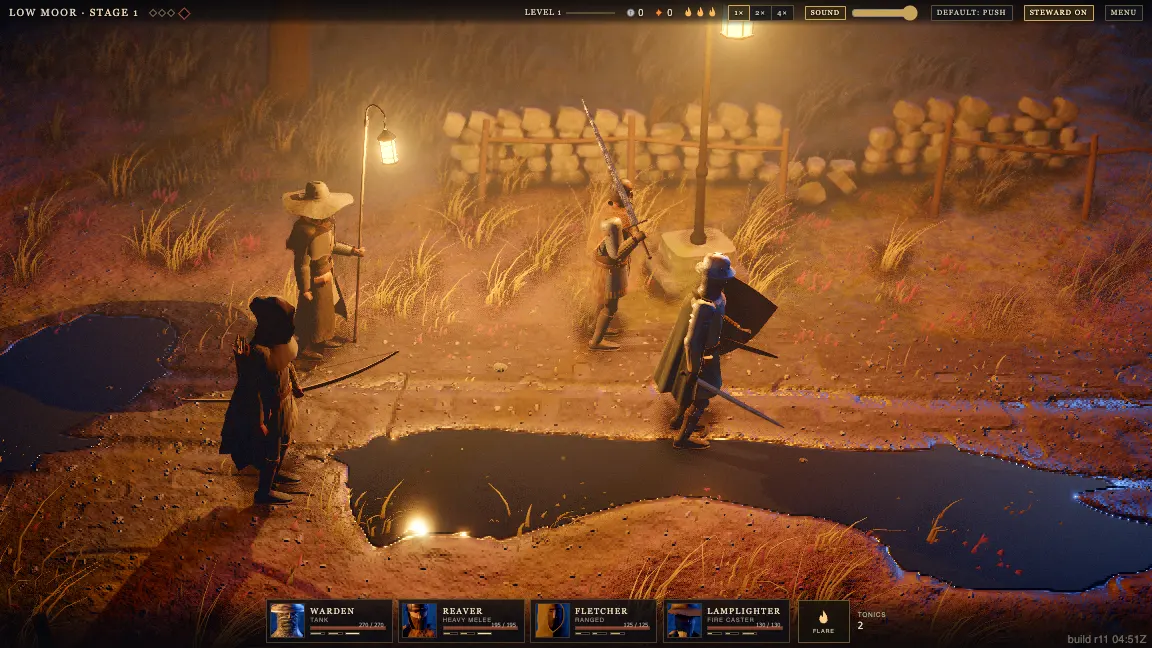 LOW MOOR · STAGE 1
LEVEL 1
0
0
1×
2×
4×
SOUND
DEFAULT: PUSH
STEWARD ON
MENU
WARDEN
TANK
270 / 270
REAVER
HEAVY MELEE
195 / 195
FLETCHER
RANGED
125 / 125
LAMPLIGHTER
FIRE CASTER
130 / 130
FLARE
TONICS
2
build r11 04:51Z